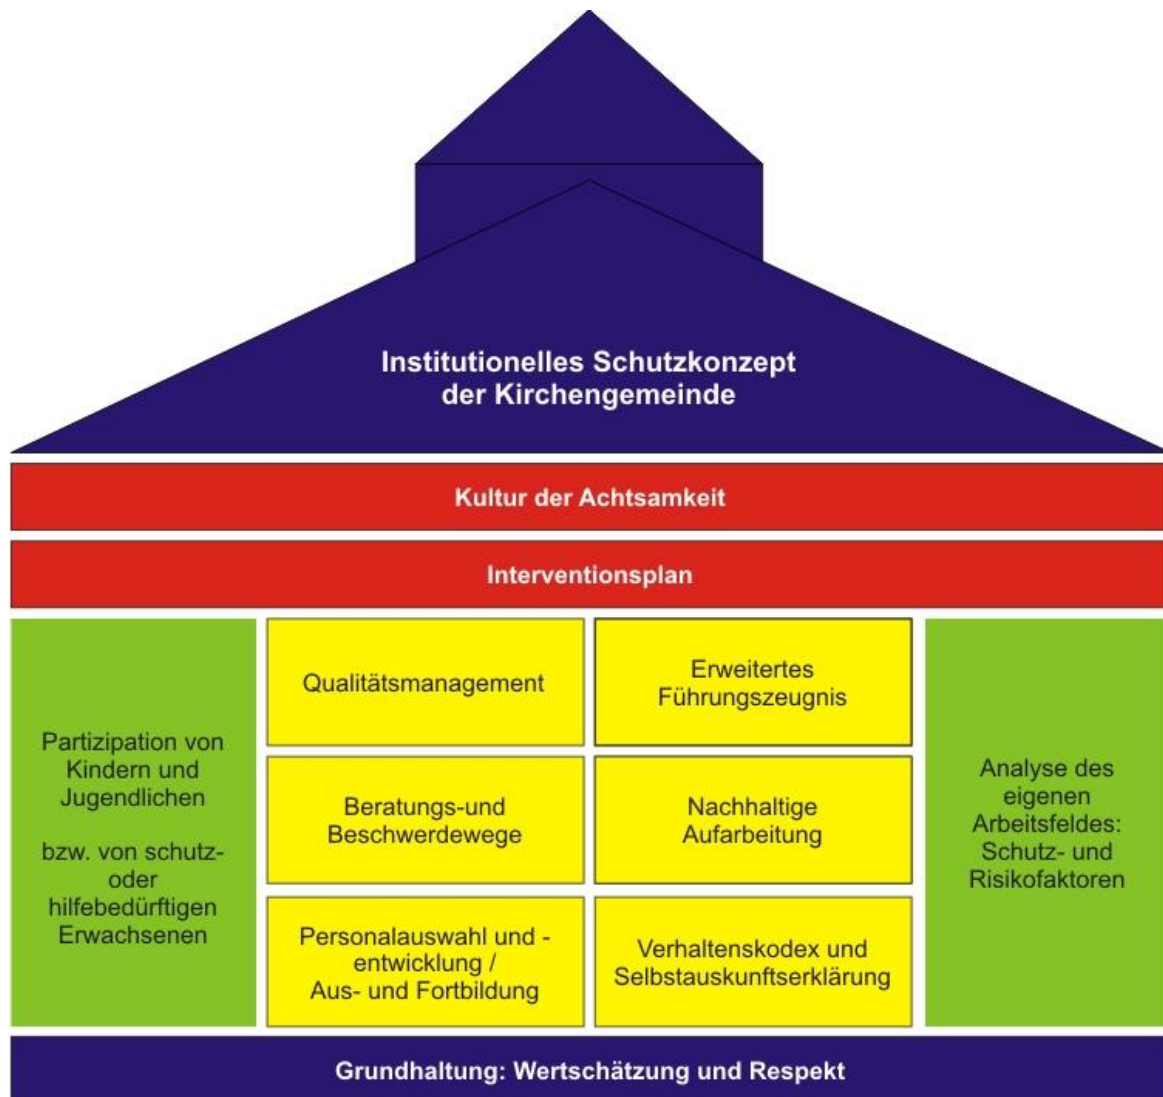 Institutionelles Schutzkonzept
der Kirchengemeinde
Kultur der Achtsamkeit
Interventionsplan
Partizipation von
Kindern und
Jugendlichen
bzw. von schutz-
oder
hilfebedürftigen
Erwachsenen
Qualitätsmanagement
Erweitertes
Führungszeugnis
Beratungs-und
Beschwerdewege
Nachhaltige
Aufarbeitung
Personalauswahl und -
entwicklung /
Aus- und Fortbildung
Verhaltenskodex und
Selbstauskunftserklärung
Analyse des
eigenen
Arbeitsfeldes:
Schutz- und
Risikofaktoren
Grundhaltung: Wertschätzung und Respekt